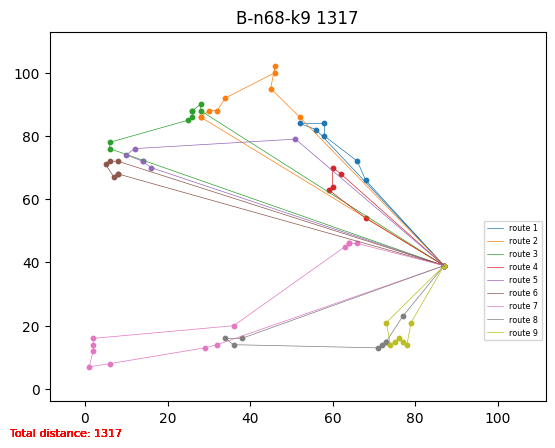 B-n68-k9 1317
100
80
60
40
20
0
0 20 40 60 80 100
route 1
route 2
route 3
route 4
route 5
route 6
route 7
route 8
route 9
Total distance: 1317